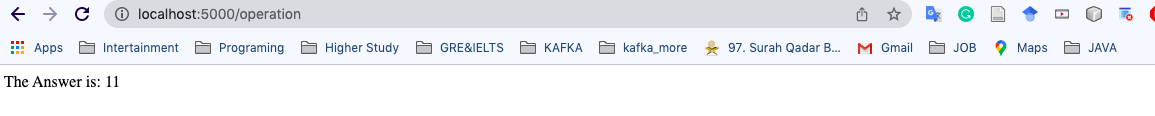 localhost:5000/operation
Apps Intertainment Programing Higher Study GRE&IELTS KAFKA kafka_more 97. Surah Qadar B... Gmail JOB Maps JAVA
The Answer is: 11